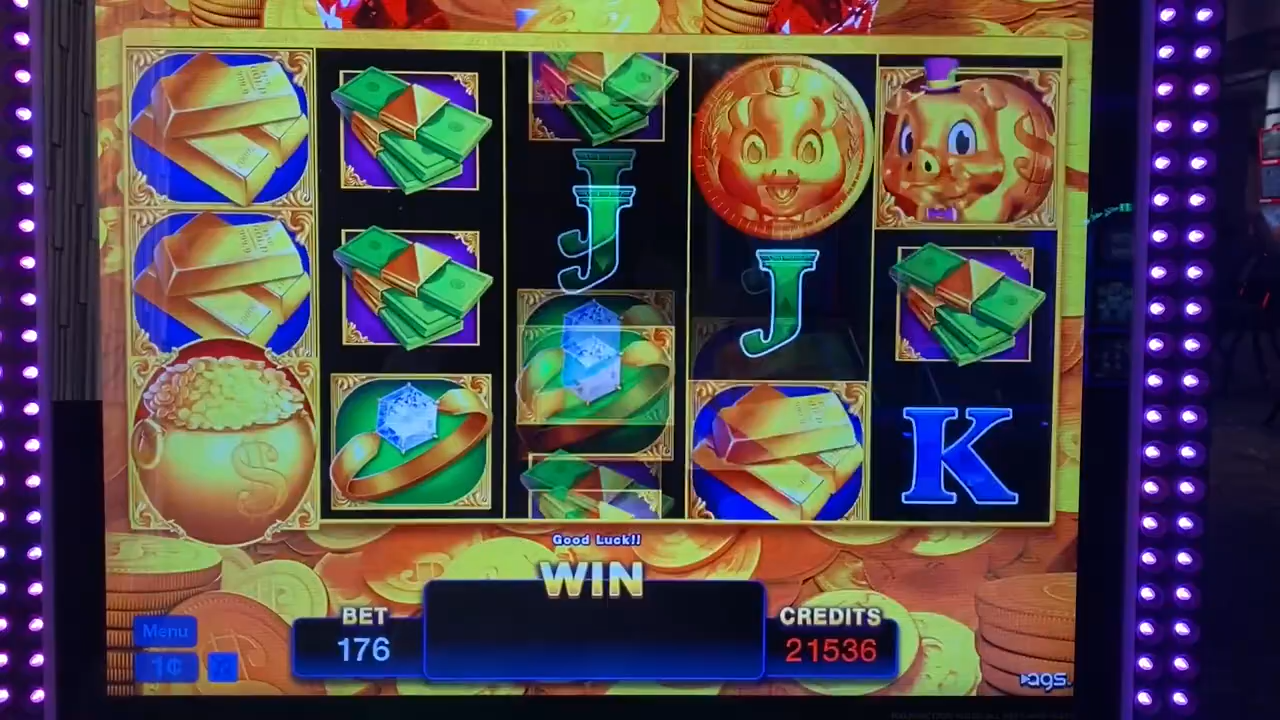 J
J
J
K
$
$
Good Luck!!
WIN
BET
176
CREDITS
21536
Menu
1¢
ags.